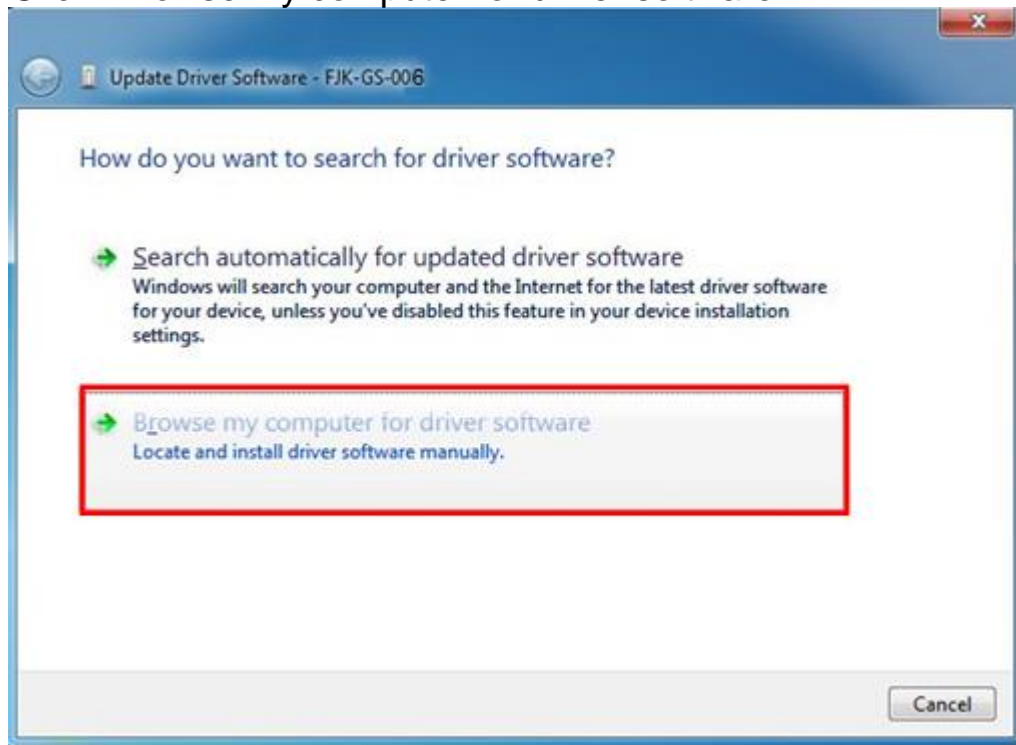 Update Driver Software - FJK-GS-006
How do you want to search for driver software?
Search automatically for updated driver software
Windows will search your computer and the Internet for the latest driver software
for your device, unless you've disabled this feature in your device installation
settings.
Browse my computer for driver software
Locate and install driver software manually.
Cancel